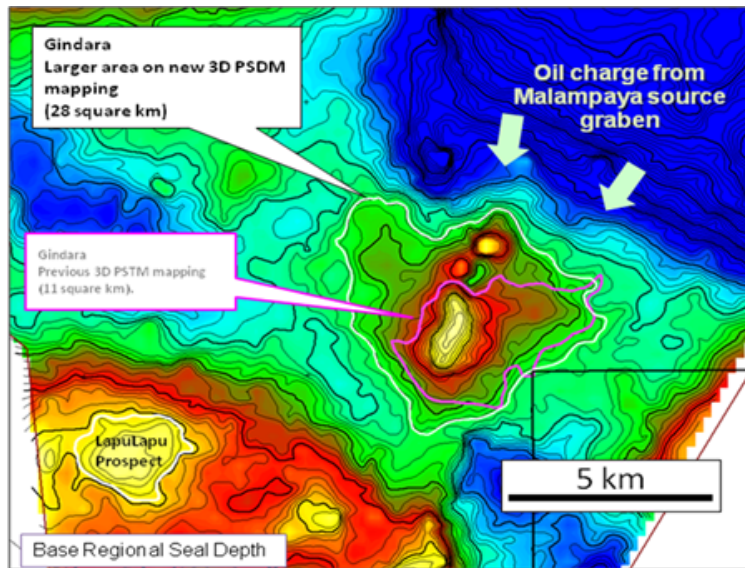 Gindara
Larger area on new 3D PSDM
mapping
(28 square km)
Oil charge from
Malampaya source
graben
Gindara
Previous 3D PSTM mapping
(11 square km).
LapuLapu
Prospect
5 km
Base Regional Seal Depth